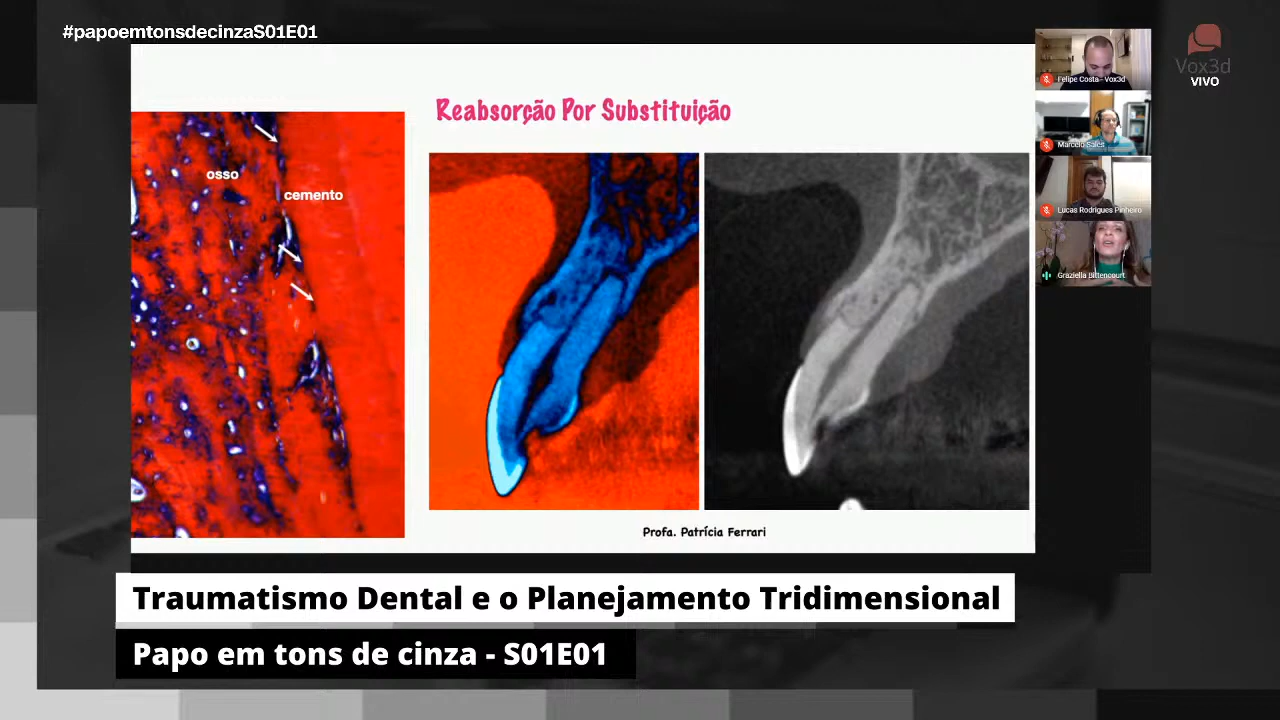 #papoemtonsdecinzaS01E01
Vox3d
VIVO
Reabsorção Por Substituição
osso
cemento
Profa. Patrícia Ferrari
Felipe Costa - Vox3d
Marcelo Sales
Lucas Rodrigues Pinheiro
Graziella Bittencourt
Traumatismo Dental e o Planejamento Tridimensional
Papo em tons de cinza - S01E01